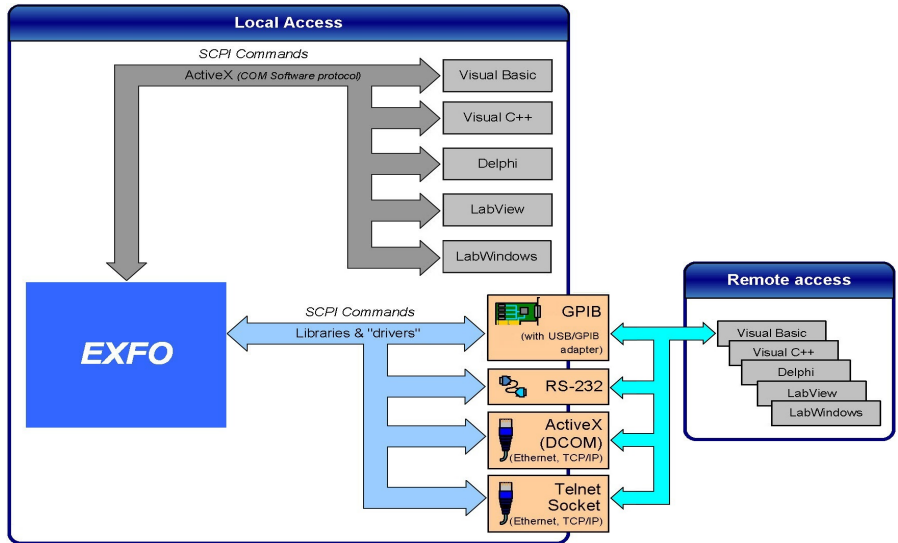 Local Access
SCPI Commands
ActiveX (COM Software protocol)
Visual Basic
Visual C++
Delphi
LabView
LabWindows
EXFO
SCPI Commands
Libraries & "drivers"
GPIB
(with USB/GPIB
adapter)
RS-232
ActiveX
(DCOM)
(Ethernet, TCP/IP)
Telnet
Socket
(Ethernet, TCP/IP)
Remote access
Visual Basic
Visual C++
Delphi
LabView
LabWindows